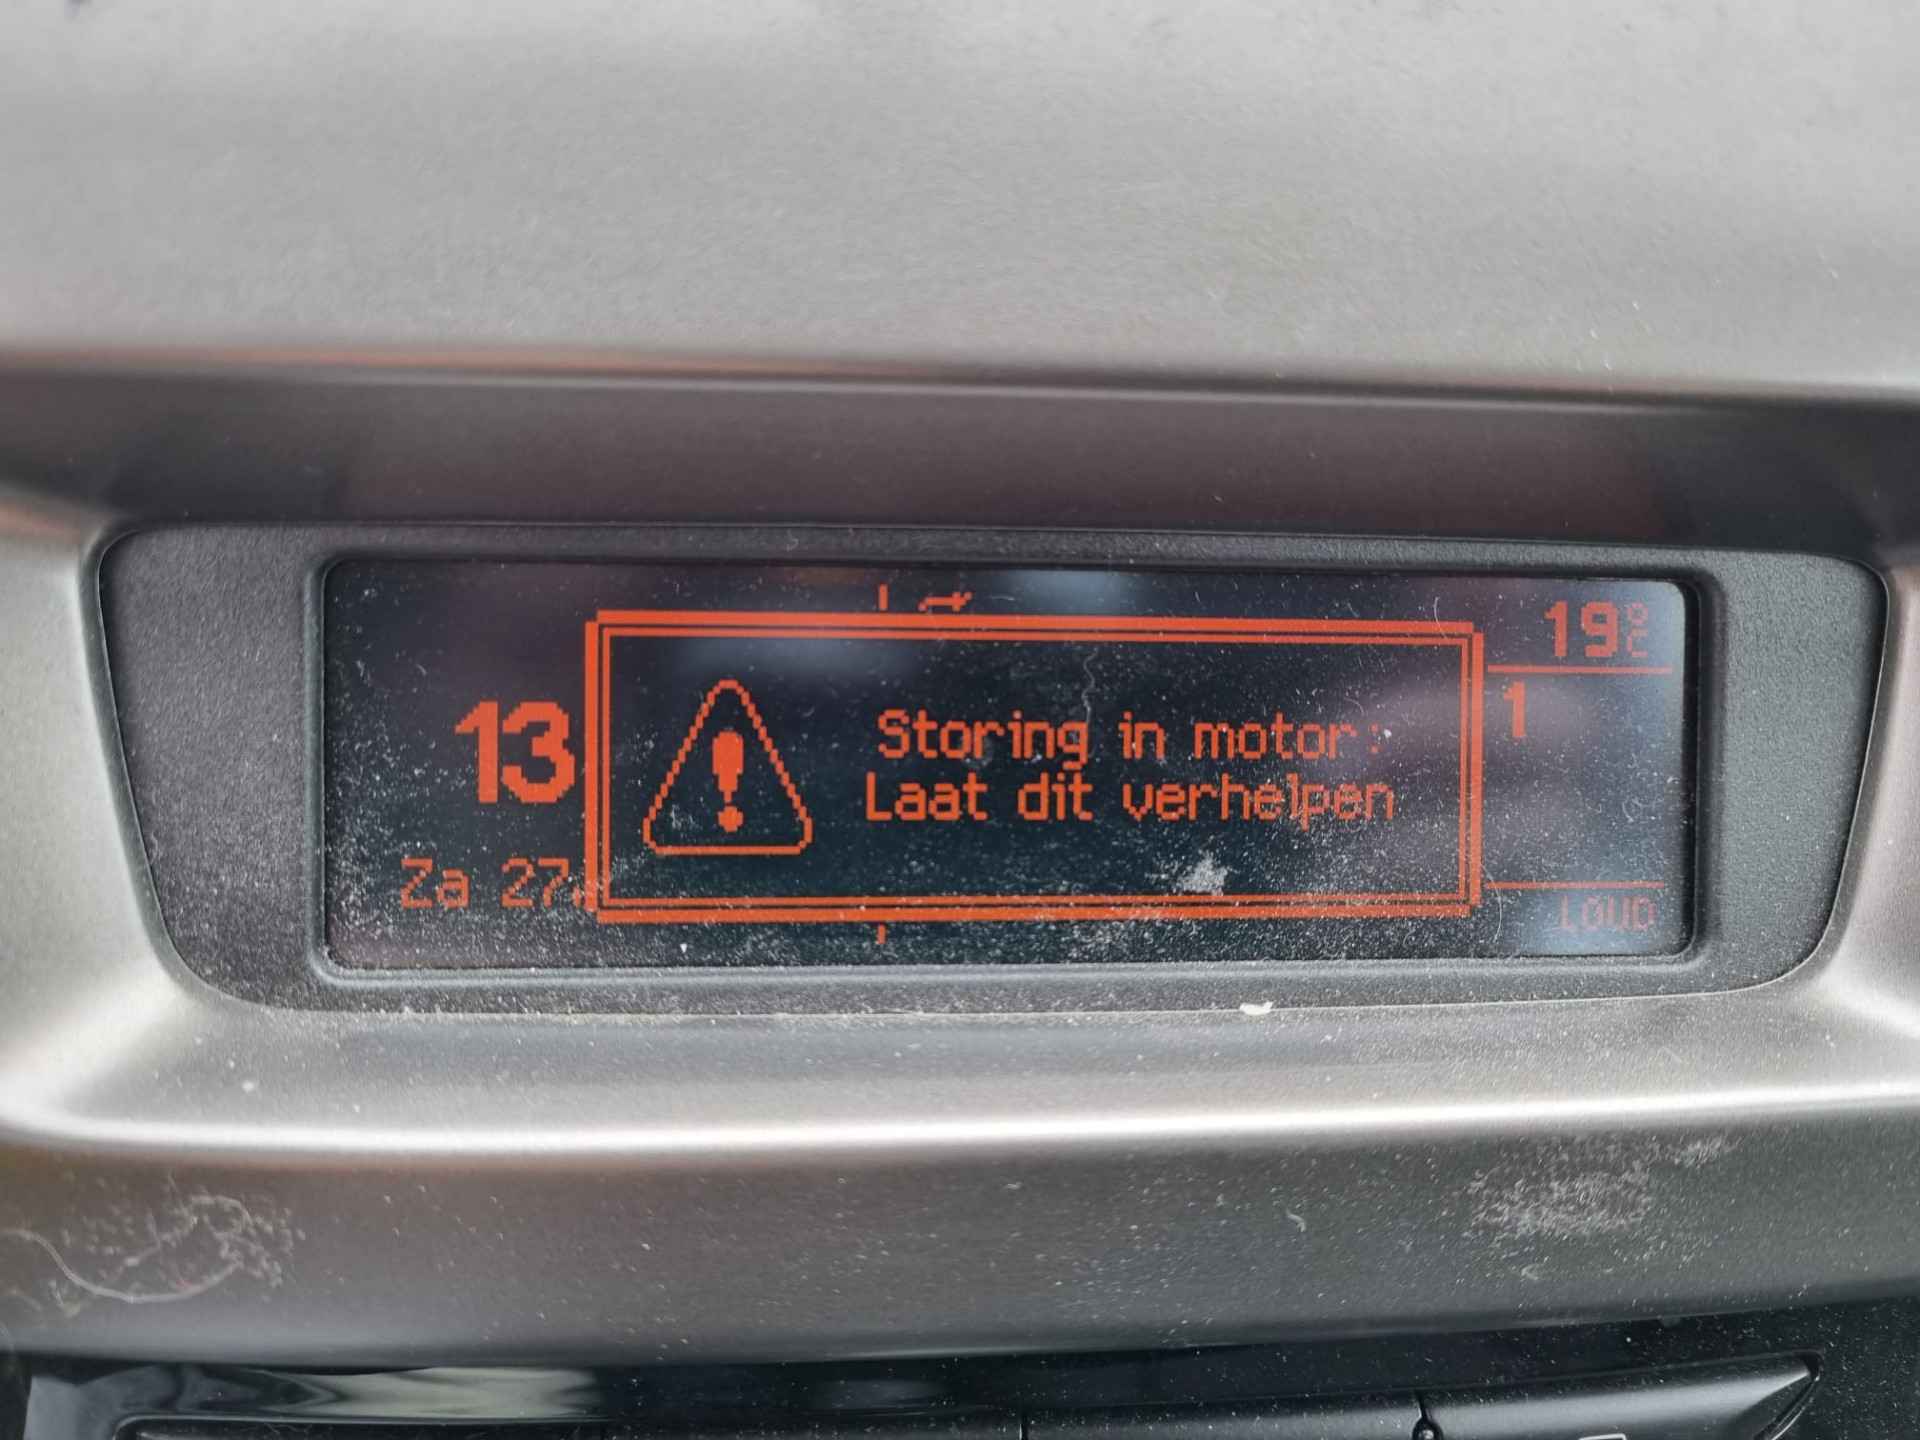 19°C
13
1
Storing in motor:
Laat dit verhelpen
Za 27
LOUD